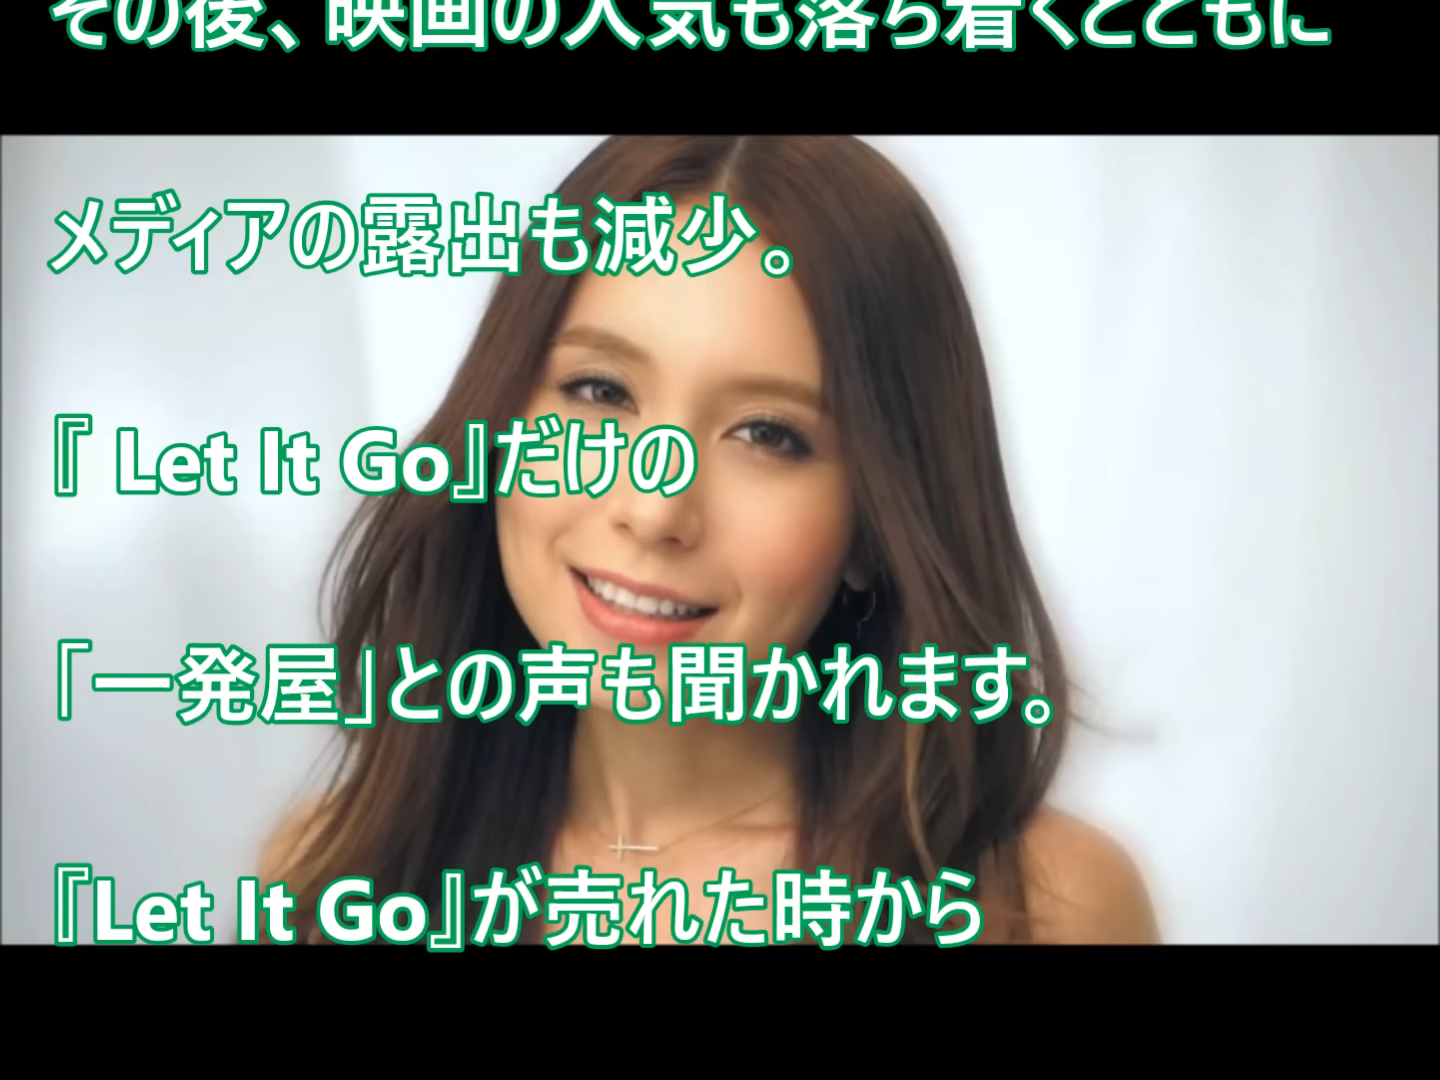 その後、映画の人気も落ち着くとともに
メディアの露出も減少。
『 Let It Go』だけの
「一発屋」との声も聞かれます。
『Let It Go』が売れた時から